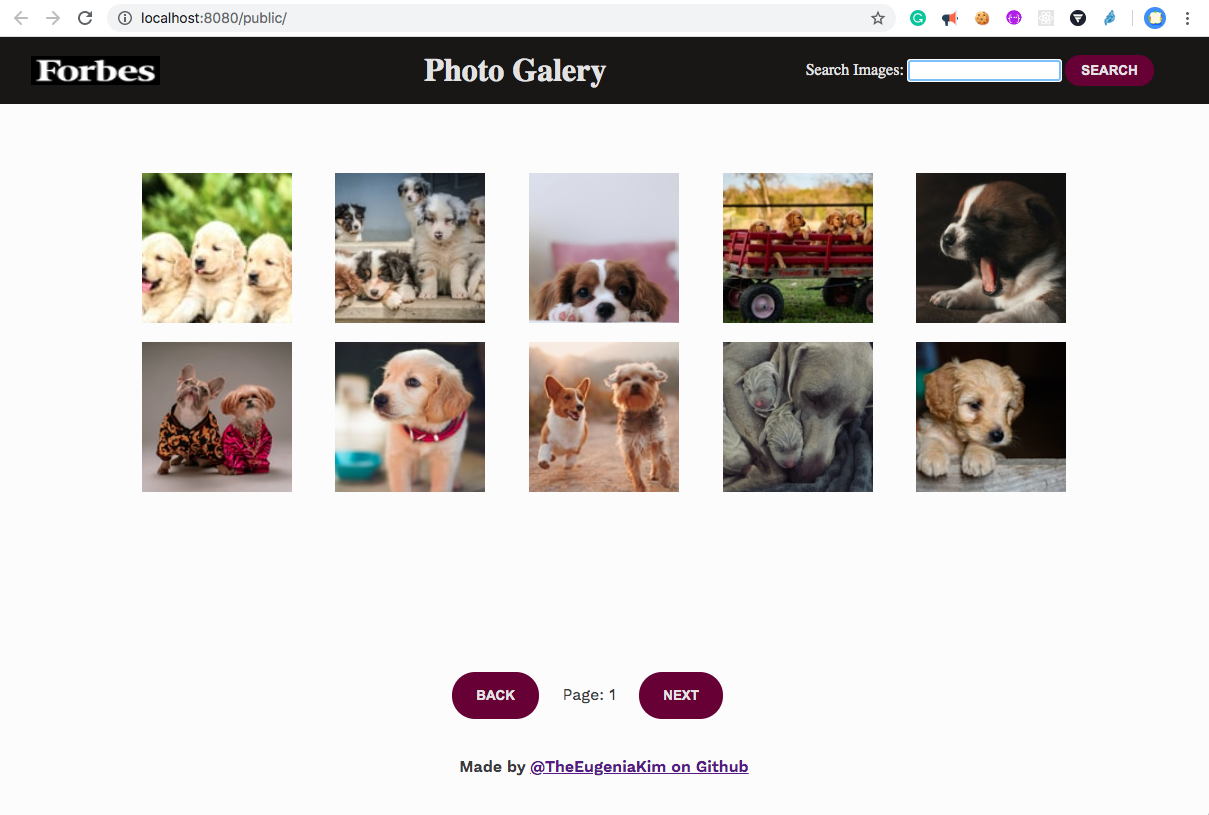 localhost:8080/public/
Forbes
Photo Galery
Search Images:
SEARCH
BACK
Page: 1
NEXT
Made by @TheEugeniaKim on Github